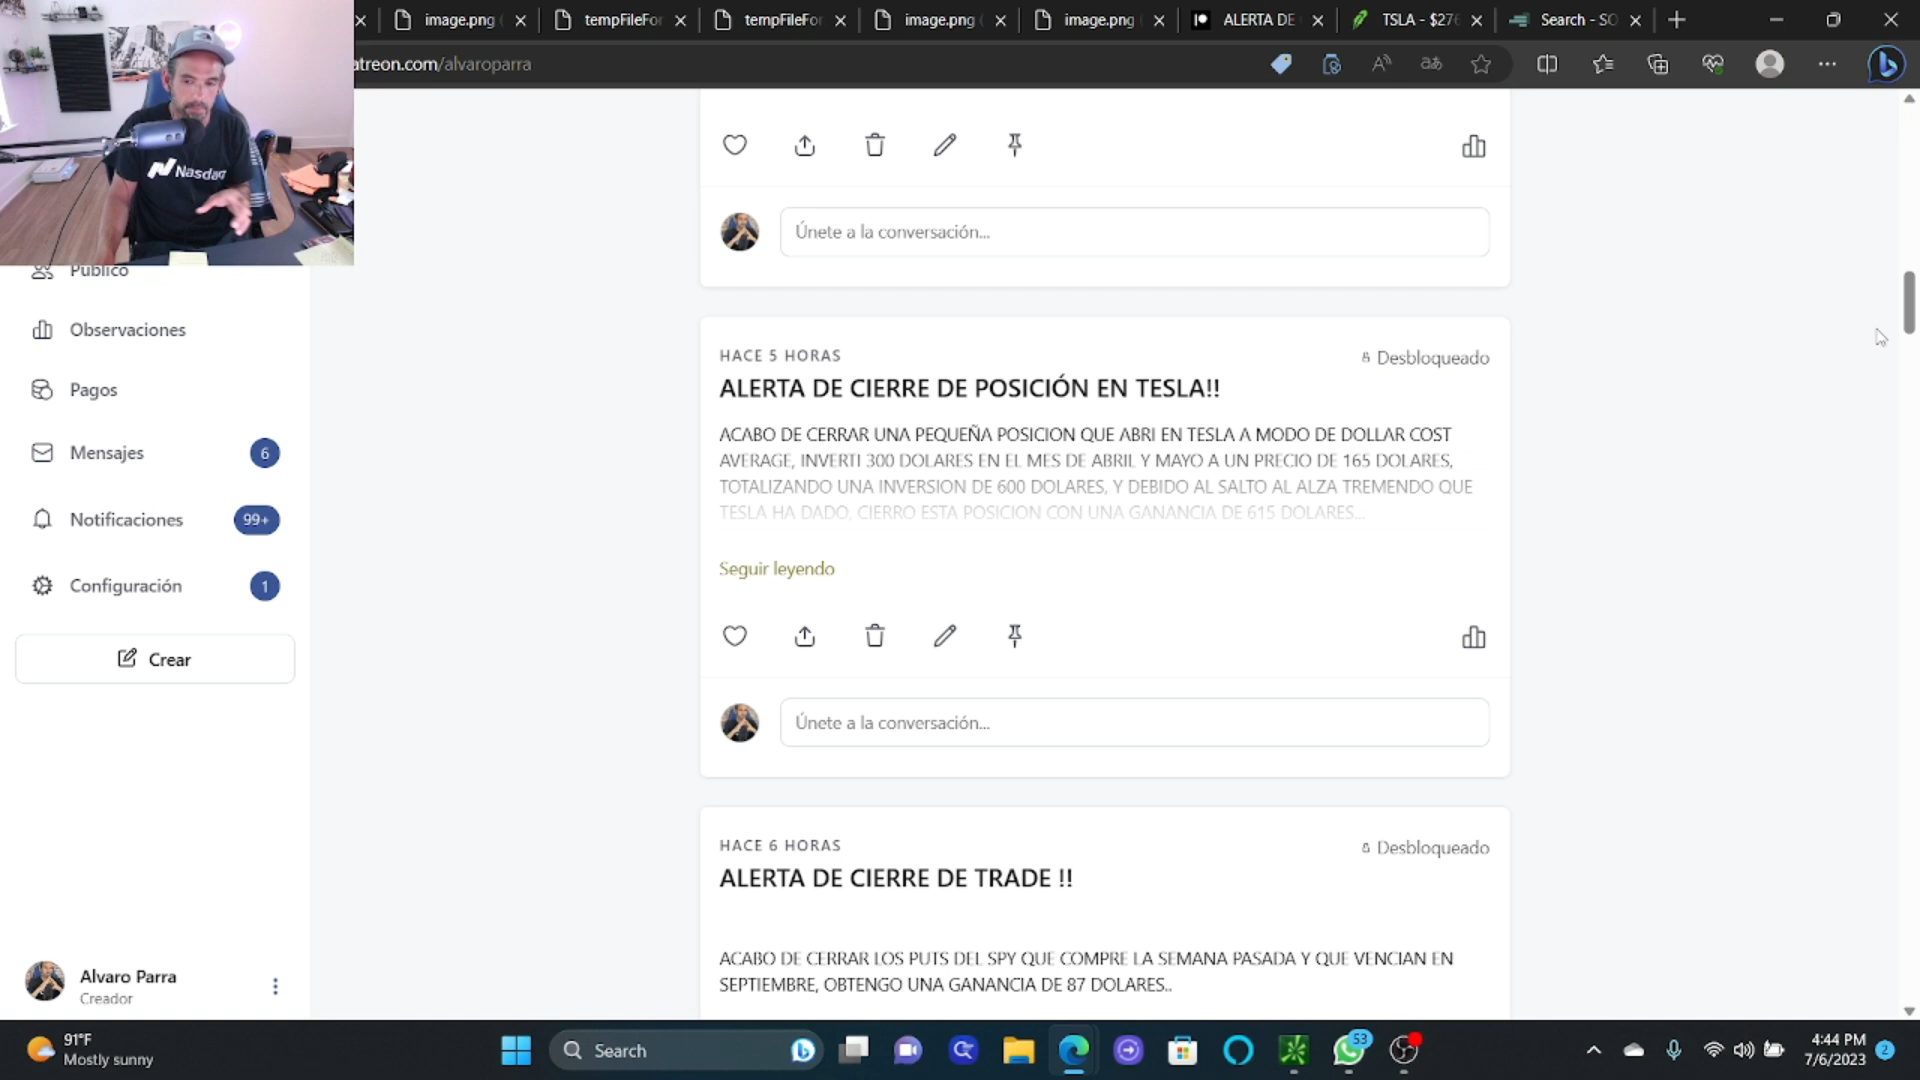 image.png
tempFileFor
tempFileFor
image.png
image.png
ALERTA DE
TSLA - $276
Search - SO
atreon.com/alvaroparra
Nasdaq
Público
Observaciones
Pagos
Mensajes 6
Notificaciones 99+
Configuración 1
Crear
Alvaro Parra
Creador
Únete a la conversación...
HACE 5 HORAS
Desbloqueado
ALERTA DE CIERRE DE POSICIÓN EN TESLA!!
ACABO DE CERRAR UNA PEQUEÑA POSICION QUE ABRI EN TESLA A MODO DE DOLLAR COST
AVERAGE, INVERTI 300 DOLARES EN EL MES DE ABRIL Y MAYO A UN PRECIO DE 165 DOLARES,
TOTALIZANDO UNA INVERSION DE 600 DOLARES, Y DEBIDO AL SALTO AL ALZA TREMENDO QUE
TESLA HA DADO, CIERRO ESTA POSICION CON UNA GANANCIA DE 615 DOLARES...
Seguir leyendo
Únete a la conversación...
HACE 6 HORAS
Desbloqueado
ALERTA DE CIERRE DE TRADE !!
ACABO DE CERRAR LOS PUTS DEL SPY QUE COMPRE LA SEMANA PASADA Y QUE VENCIAN EN
SEPTIEMBRE, OBTENGO UNA GANANCIA DE 87 DOLARES..
91°F
Mostly sunny
Search
53
4:44 PM
7/6/2023
2